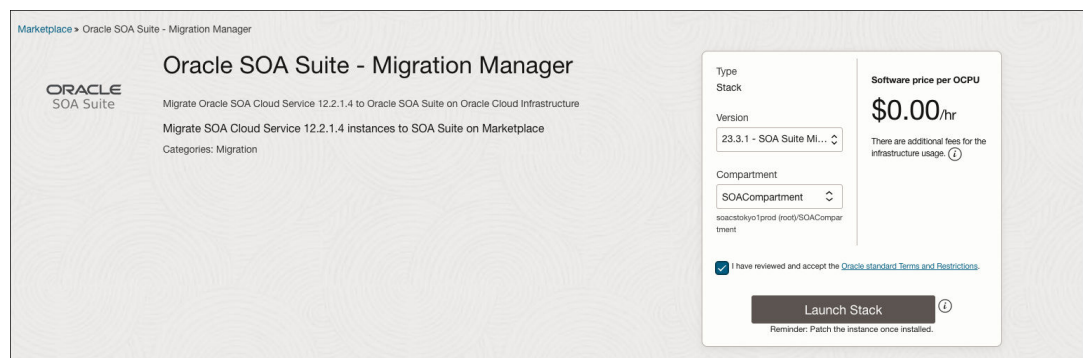 Marketplace » Oracle SOA Suite - Migration Manager
ORACLE
SOA Suite
Oracle SOA Suite - Migration Manager
Migrate Oracle SOA Cloud Service 12.2.1.4 to Oracle SOA Suite on Oracle Cloud Infrastructure
Migrate SOA Cloud Service 12.2.1.4 instances to SOA Suite on Marketplace
Categories: Migration
Type
Stack
Version
23.3.1 - SOA Suite Mi...
Compartment
SOACompartment
soacstokyo1prod (root)/SOACompar
tment
Software price per OCPU
$0.00/hr
There are additional fees for the
infrastructure usage.
I have reviewed and accept the Oracle standard Terms and Restrictions.
Launch Stack
Reminder: Patch the instance once installed.